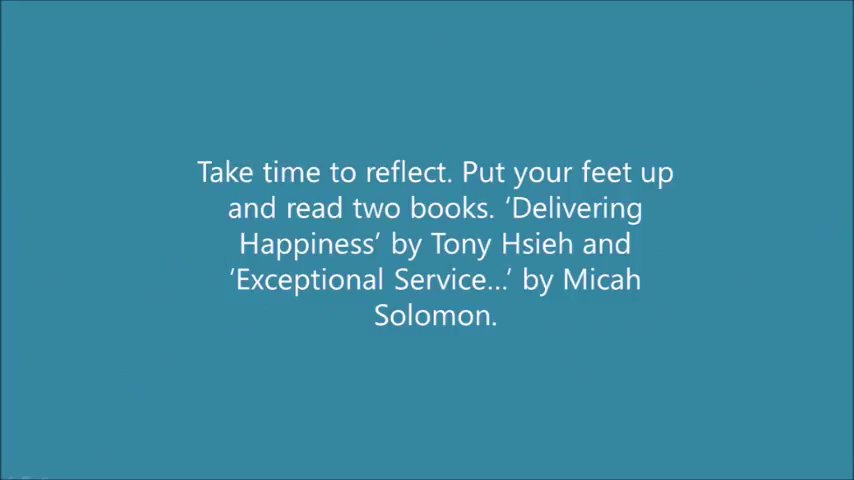 Take time to reflect. Put your feet up
and read two books. ‘Delivering
Happiness’ by Tony Hsieh and
‘Exceptional Service...’ by Micah
Solomon.